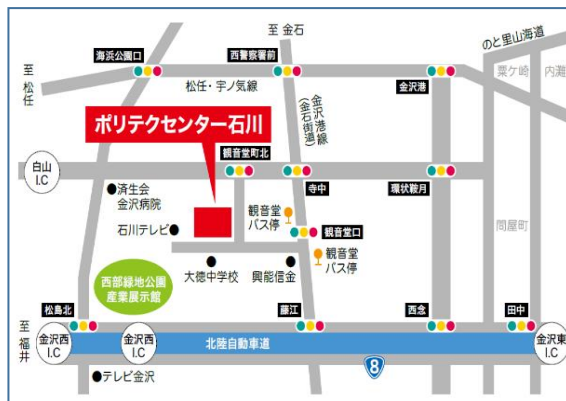 至 金石
のと里山海道
海浜公園口
西警察署前
金沢港
粟ケ崎
内灘
至
松任
松任・宇ノ気線
金沢港線
(金石街道)
ポリテクセンター石川
観音堂町北
白山
I.C
寺中
環状鞍月
済生会
金沢病院
石川テレビ
観音堂
バス停
観音堂口
問屋町
観音堂
バス停
大徳中学校
興能信金
西部緑地公園
産業展示館
松島北
藤江
西念
田中
至
福井
金沢西
I.C
金沢西
I.C
北陸自動車道
金沢東
I.C
テレビ金沢
8